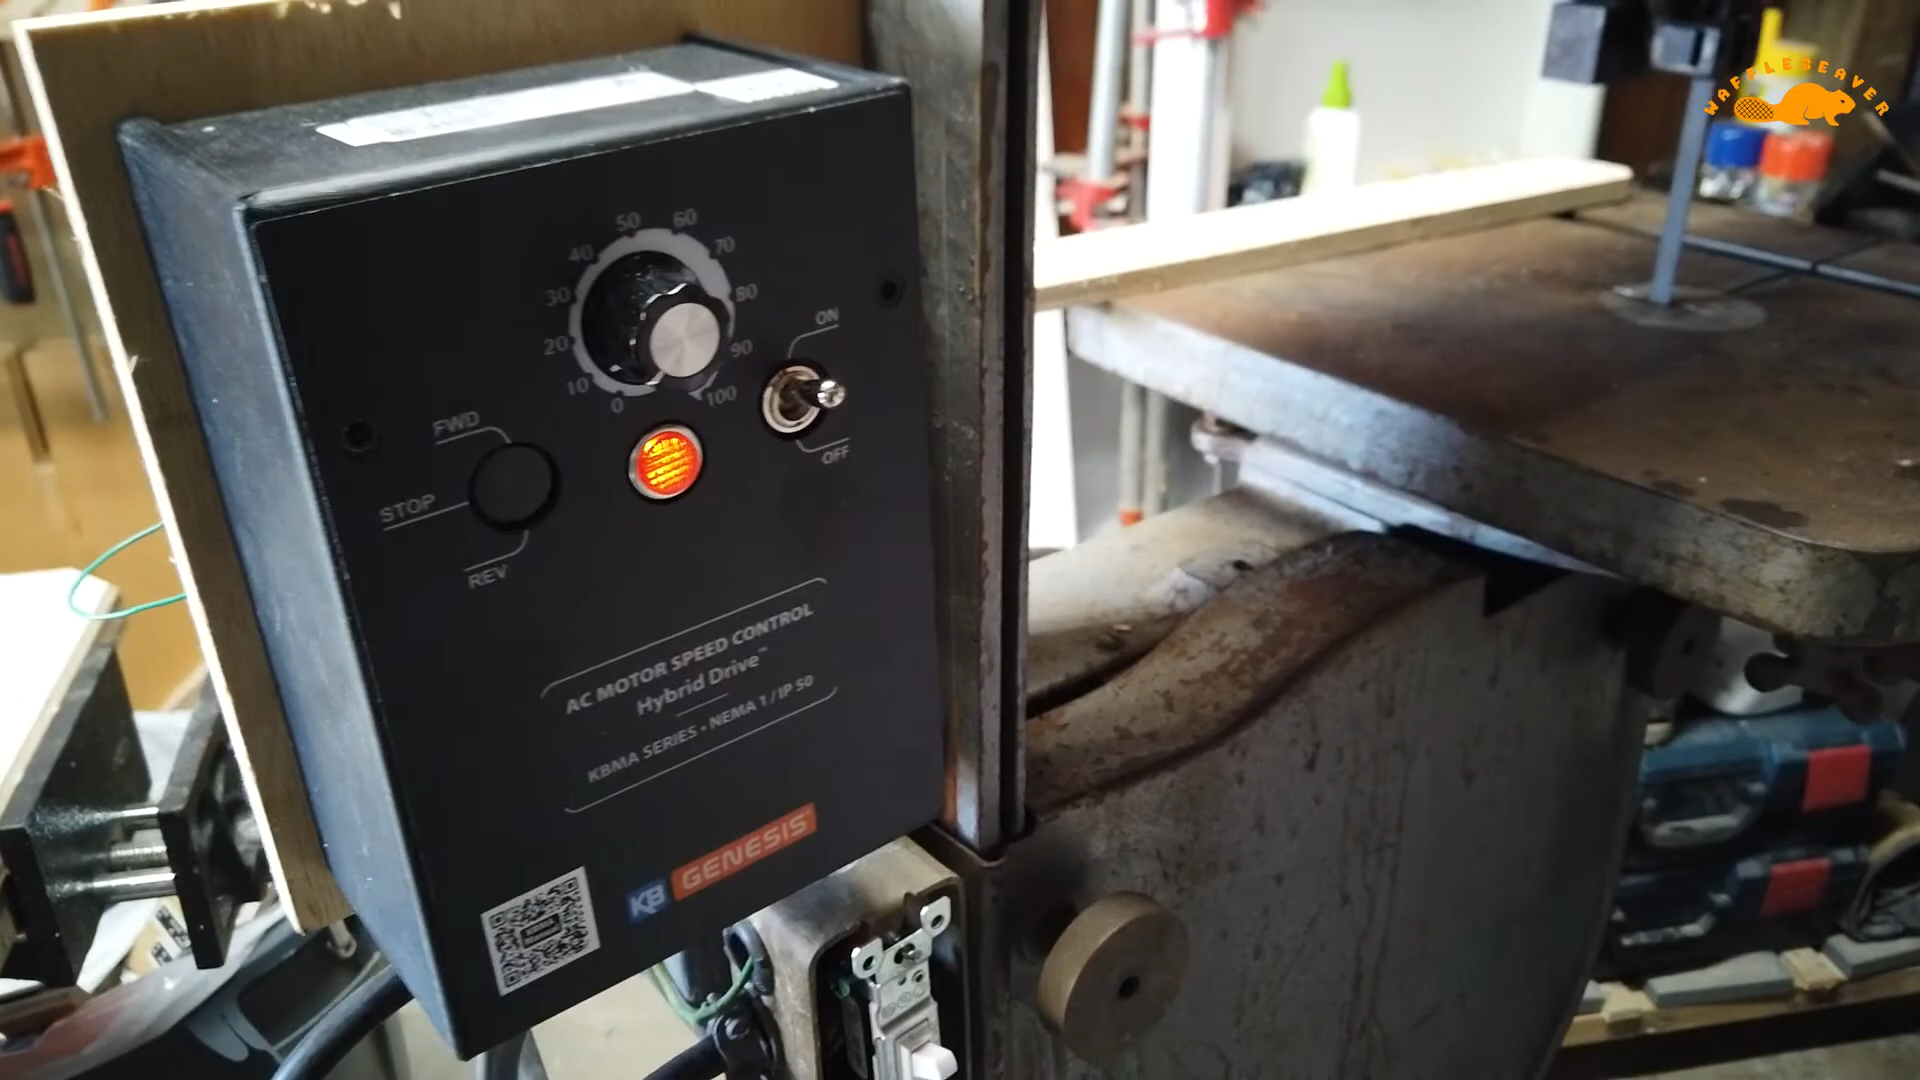 WAFFLEBEAVER
50
60
40
70
30
80
20
90
10
0
100
ON
OFF
FWD
STOP
REV
AC MOTOR SPEED CONTROL
Hybrid Drive™
KBMA SERIES • NEMA 1 / IP 50
KB GENESIS